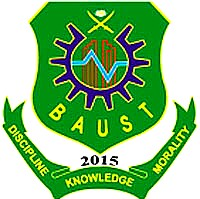 BAUST
2015
DISCIPLINE
KNOWLEDGE
MORALITY